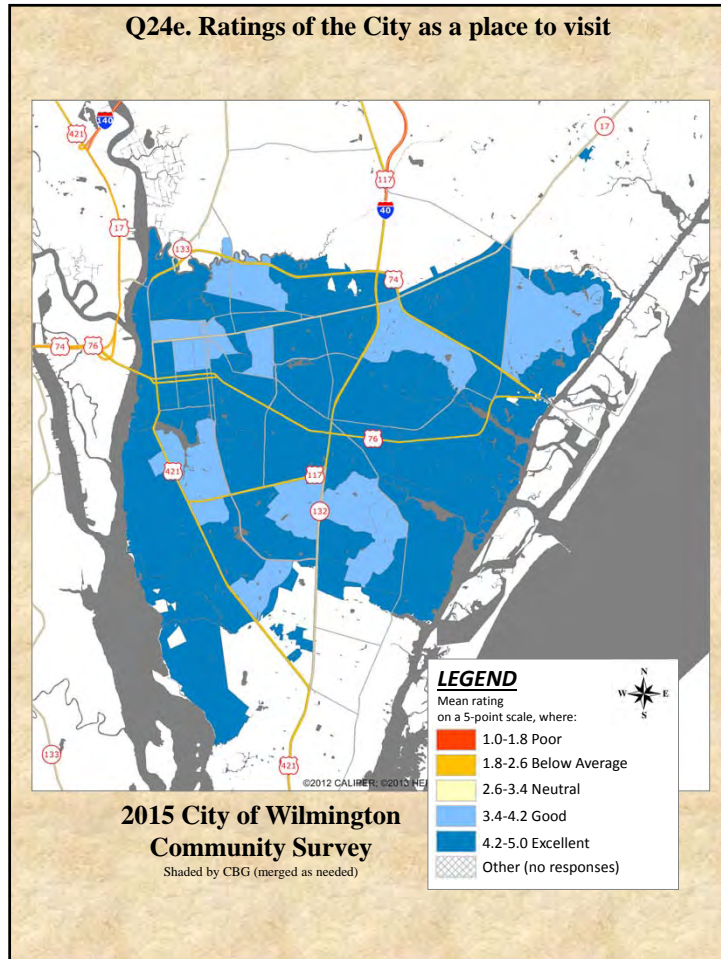 Q24e. Ratings of the City as a place to visit
140
421
17
117
40
17
133
74
74
76
76
421
117
132
133
421
©2012 CALIPER; ©2013 HE
LEGEND
Mean rating
on a 5-point scale, where:
N
W E
S
1.0-1.8 Poor
1.8-2.6 Below Average
2.6-3.4 Neutral
3.4-4.2 Good
4.2-5.0 Excellent
Other (no responses)
2015 City of Wilmington
Community Survey
Shaded by CBG (merged as needed)